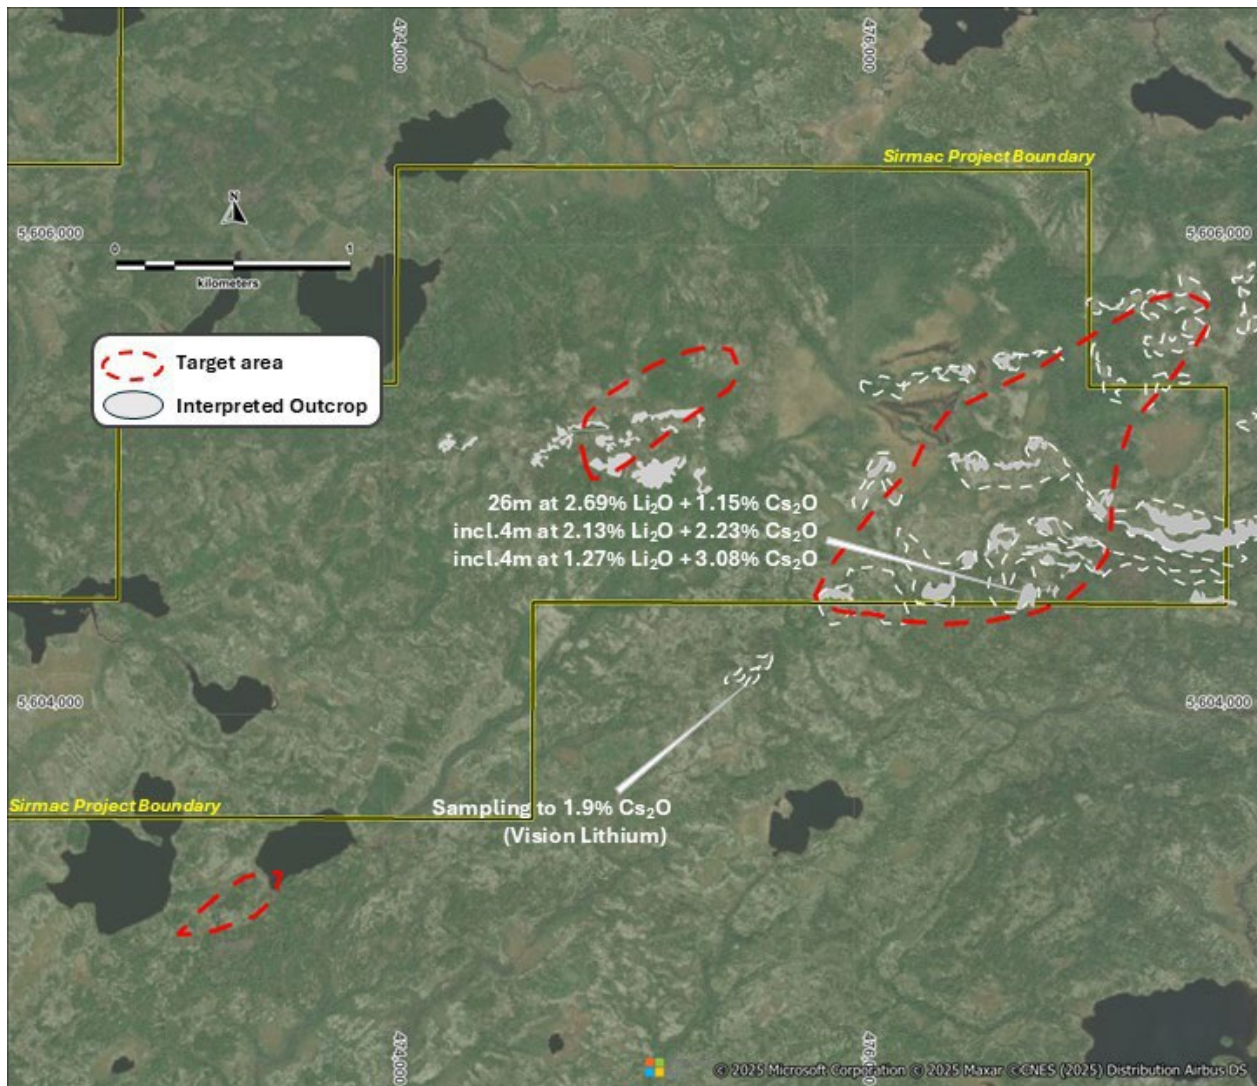 474,000
476,000
Sirmac Project Boundary
N
5,606,000
5,606,000
0 1
kilometers
Target area
Interpreted Outcrop
26m at 2.69% Li₂O + 1.15% Cs₂O
incl.4m at 2.13% Li₂O + 2.23% Cs₂O
incl.4m at 1.27% Li₂O + 3.08% Cs₂O
5,604,000
5,604,000
Sirmac Project Boundary
Sampling to 1.9% Cs₂O
(Vision Lithium)
474,000
476,000
© 2025 Microsoft Corporation © 2025 Maxar ©CNES (2025) Distribution Airbus DS